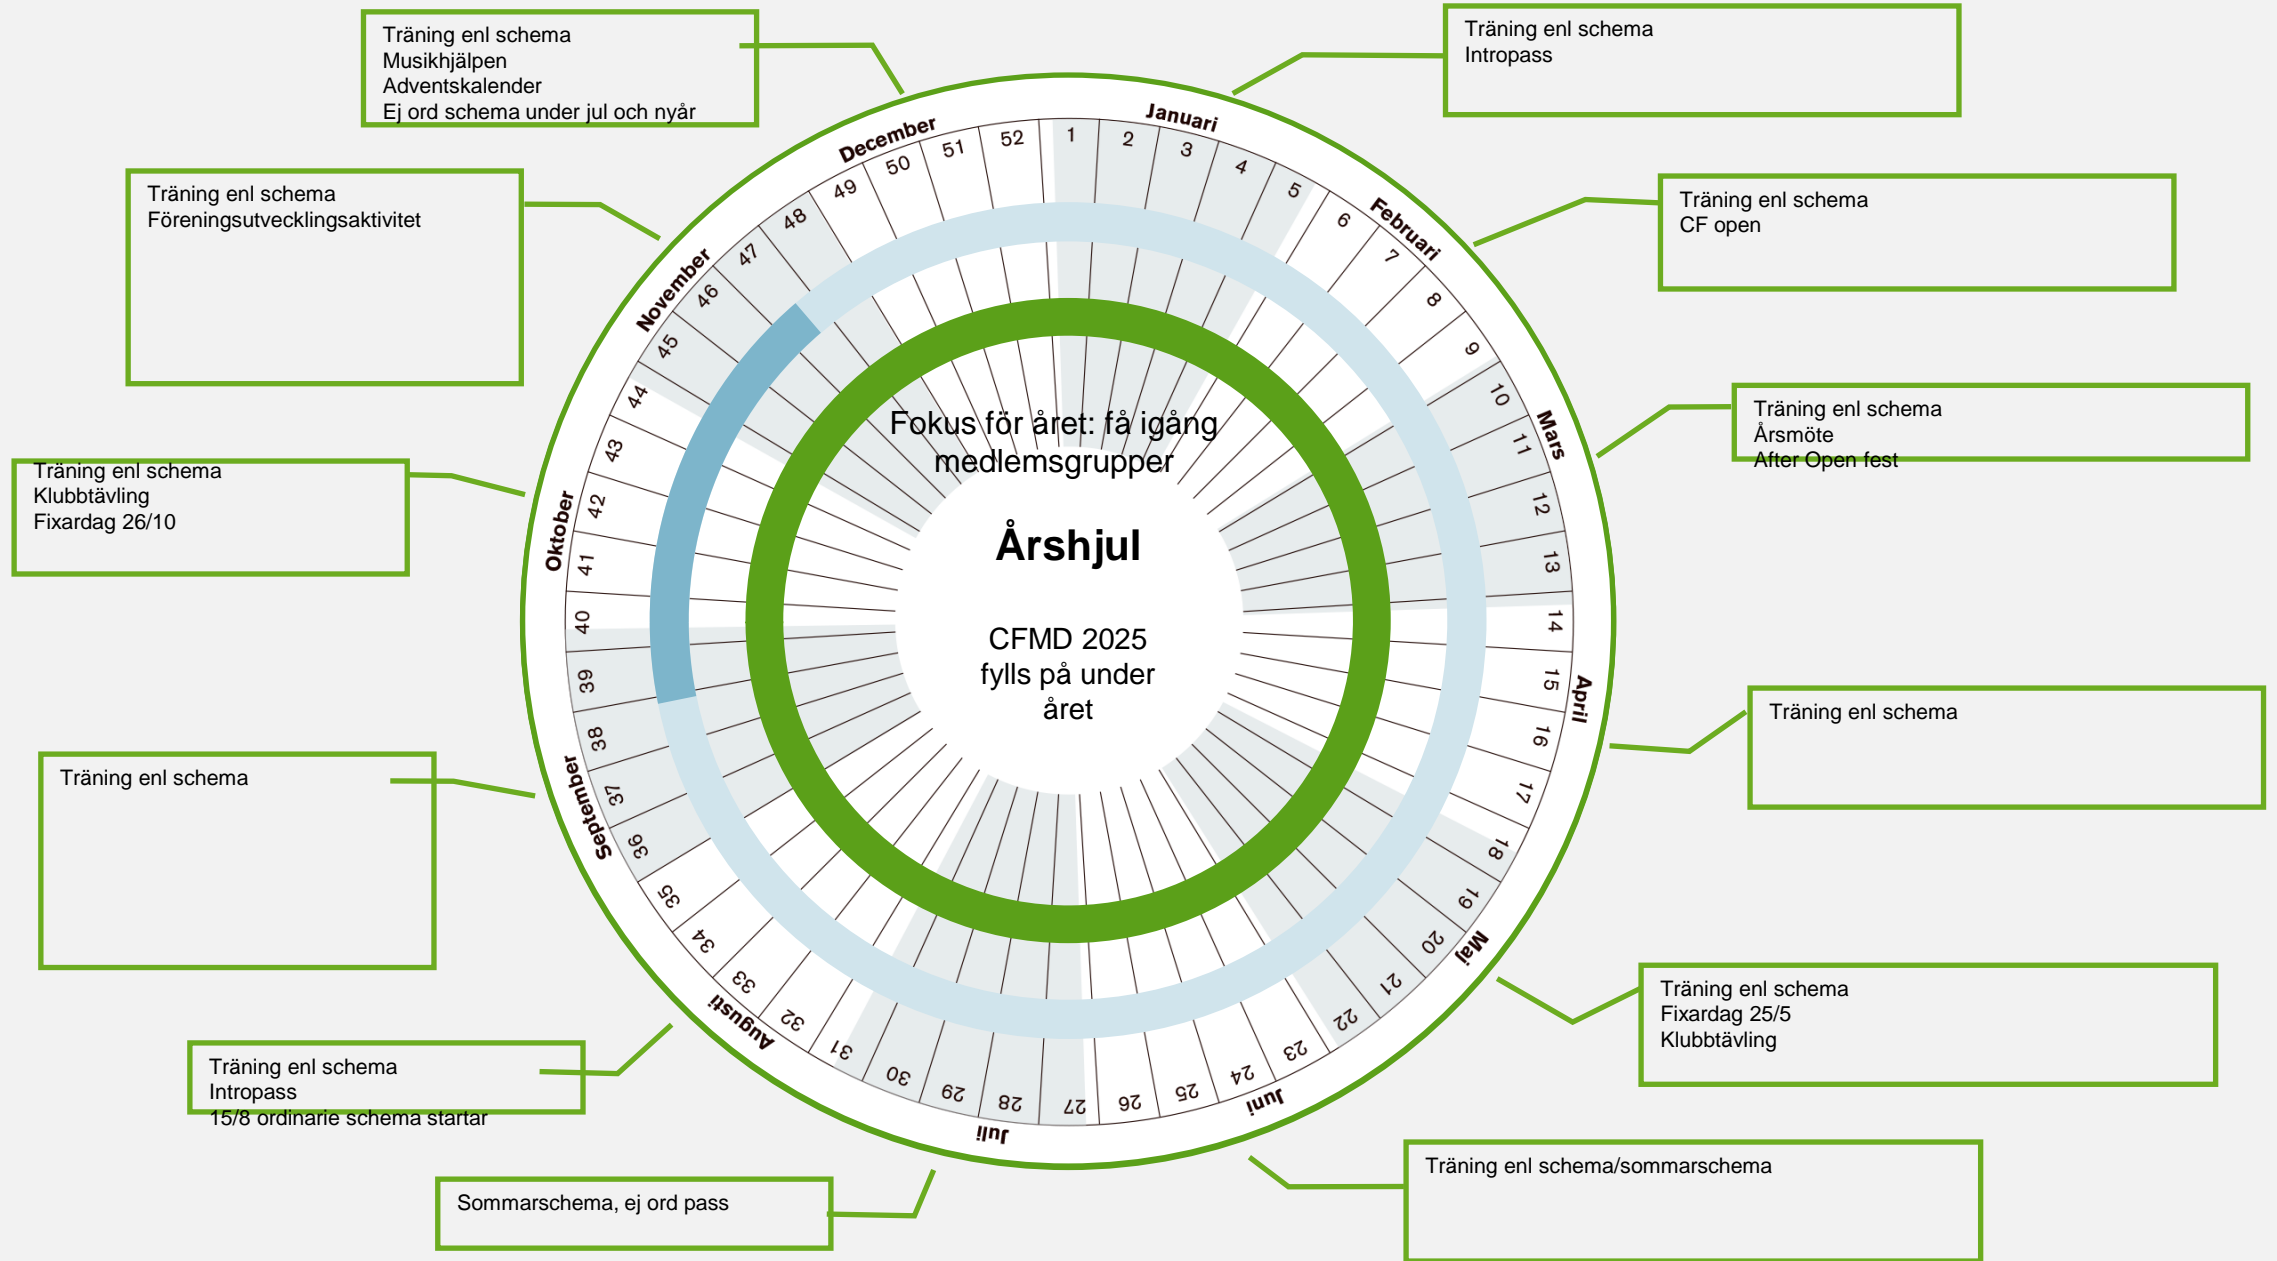 Träning enl schema
Musikhjälpen
Adventskalender
Ej ord schema under jul och nyår
Träning enl schema
Intropass
Träning enl schema
Föreningsutvecklingsaktivitet
Träning enl schema
CF open
Träning enl schema
Årsmöte
After Open fest
Träning enl schema
Klubbtävling
Fixardag 26/10
Träning enl schema
Träning enl schema
Träning enl schema
Fixardag 25/5
Klubbtävling
Träning enl schema
Intropass
15/8 ordinarie schema startar
Träning enl schema/sommarschema
Sommarschema, ej ord pass
Fokus för året: få igång
medlemsgrupper
Årshjul
CFMD 2025
fylls på under
året
Januari
Februari
Mars
April
Maj
Juni
Juli
Augusti
September
Oktober
November
December
1
2
3
4
5
6
7
8
9
10
11
12
13
14
15
16
17
18
19
20
21
22
23
24
25
26
27
28
29
30
31
32
33
34
35
36
37
38
39
40
41
42
43
44
45
46
47
48
49
50
51
52